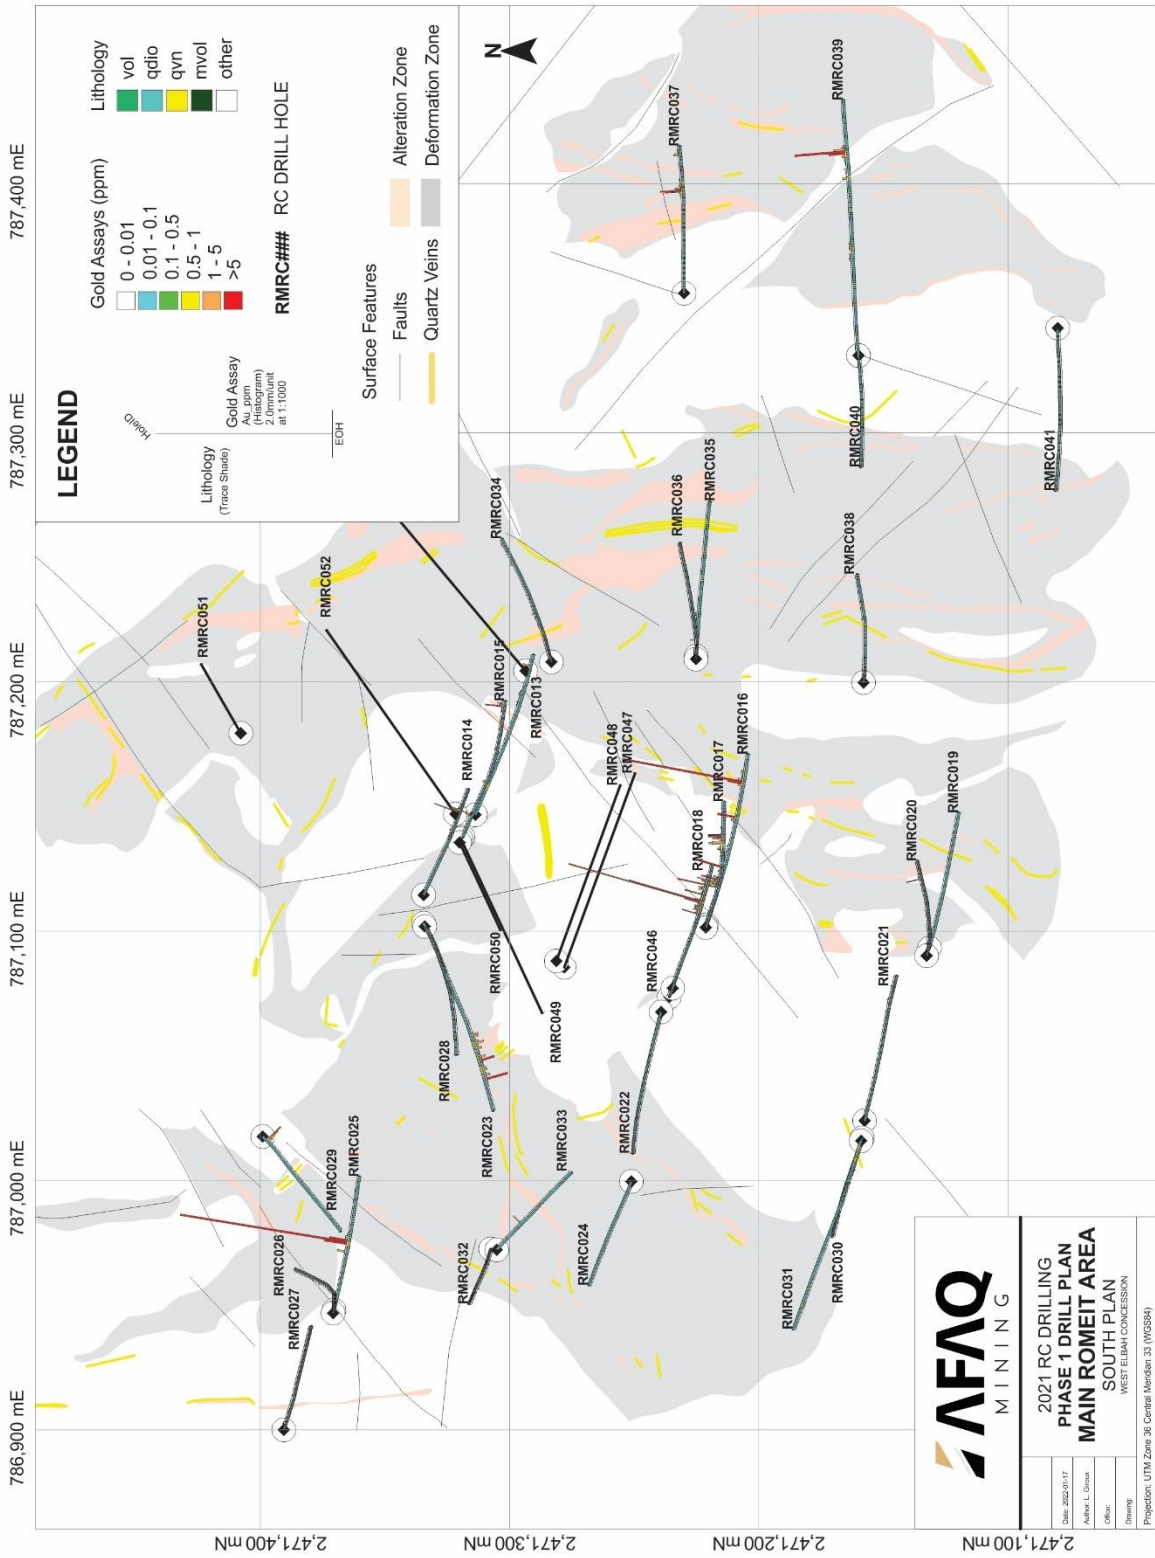 LEGEND
HoleID
Lithology
(Trace Shade)
Gold Assay
Au_ppm
(Histogram)
2.0mm/unit
at 1:1000
EOH
Gold Assays (ppm)
0 - 0.01
0.01 - 0.1
0.1 - 0.5
0.5 - 1
1 - 5
>5
Lithology
vol
qdio
qvn
mvol
other
RMRC### RC DRILL HOLE
Surface Features
Faults
Alteration Zone
Quartz Veins
Deformation Zone
N
786,900 mE
787,000 mE
787,100 mE
787,200 mE
787,300 mE
787,400 mE
2,471,400 mN
2,471,300 mN
2,471,200 mN
2,471,100 mN
RMRC051
RMRC052
RMRC034
RMRC015
RMRC013
RMRC014
RMRC050
RMRC049
RMRC048
RMRC047
RMRC036
RMRC035
RMRC037
RMRC039
RMRC040
RMRC041
RMRC038
RMRC016
RMRC017
RMRC018
RMRC019
RMRC020
RMRC021
RMRC046
RMRC022
RMRC024
RMRC028
RMRC023
RMRC033
RMRC032
RMRC025
RMRC029
RMRC026
RMRC027
RMRC030
RMRC031
AFAQ
MINING
2021 RC DRILLING
PHASE 1 DRILL PLAN
MAIN ROMEIT AREA
SOUTH PLAN
WEST ELBAH CONCESSION
Date: 2022-01-17
Author: L. Giroux
Office:
Drawing:
Projection: UTM Zone 36 Central Meridian 33 (WGS84)